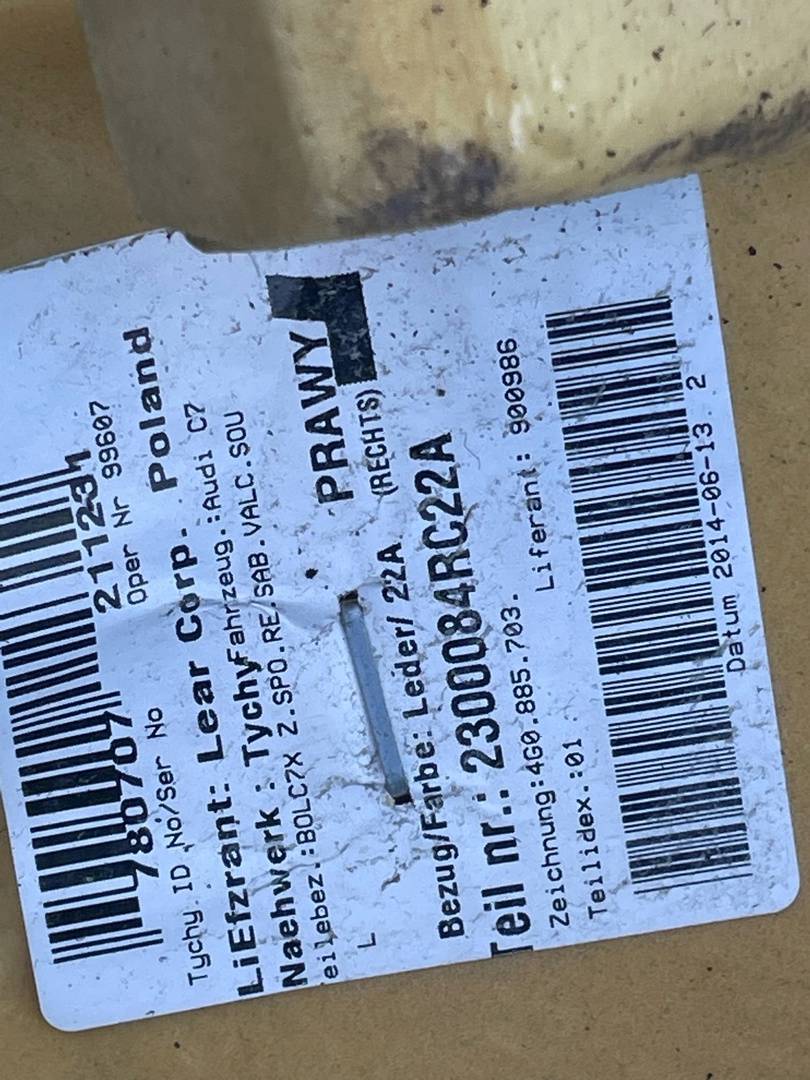 780707 211231
Tychy ID No/Ser No Oper Nr 99607
LiEfzrant: Lear Corp. Poland
Naehwerk : Tychy Fahrzeug.:Audi C7
eilebez.:BOLC7X Z.SPO.RE.SAB.VALC.SOU
L
PRAWY
(RECHTS)
Bezug/Farbe: Leder/ 22A
Teil nr.: 2300084RC22A
Zeichnung:4G0.885.703. Liferant: 900986
Teilidex.:01
Datum 2014-06-13 2